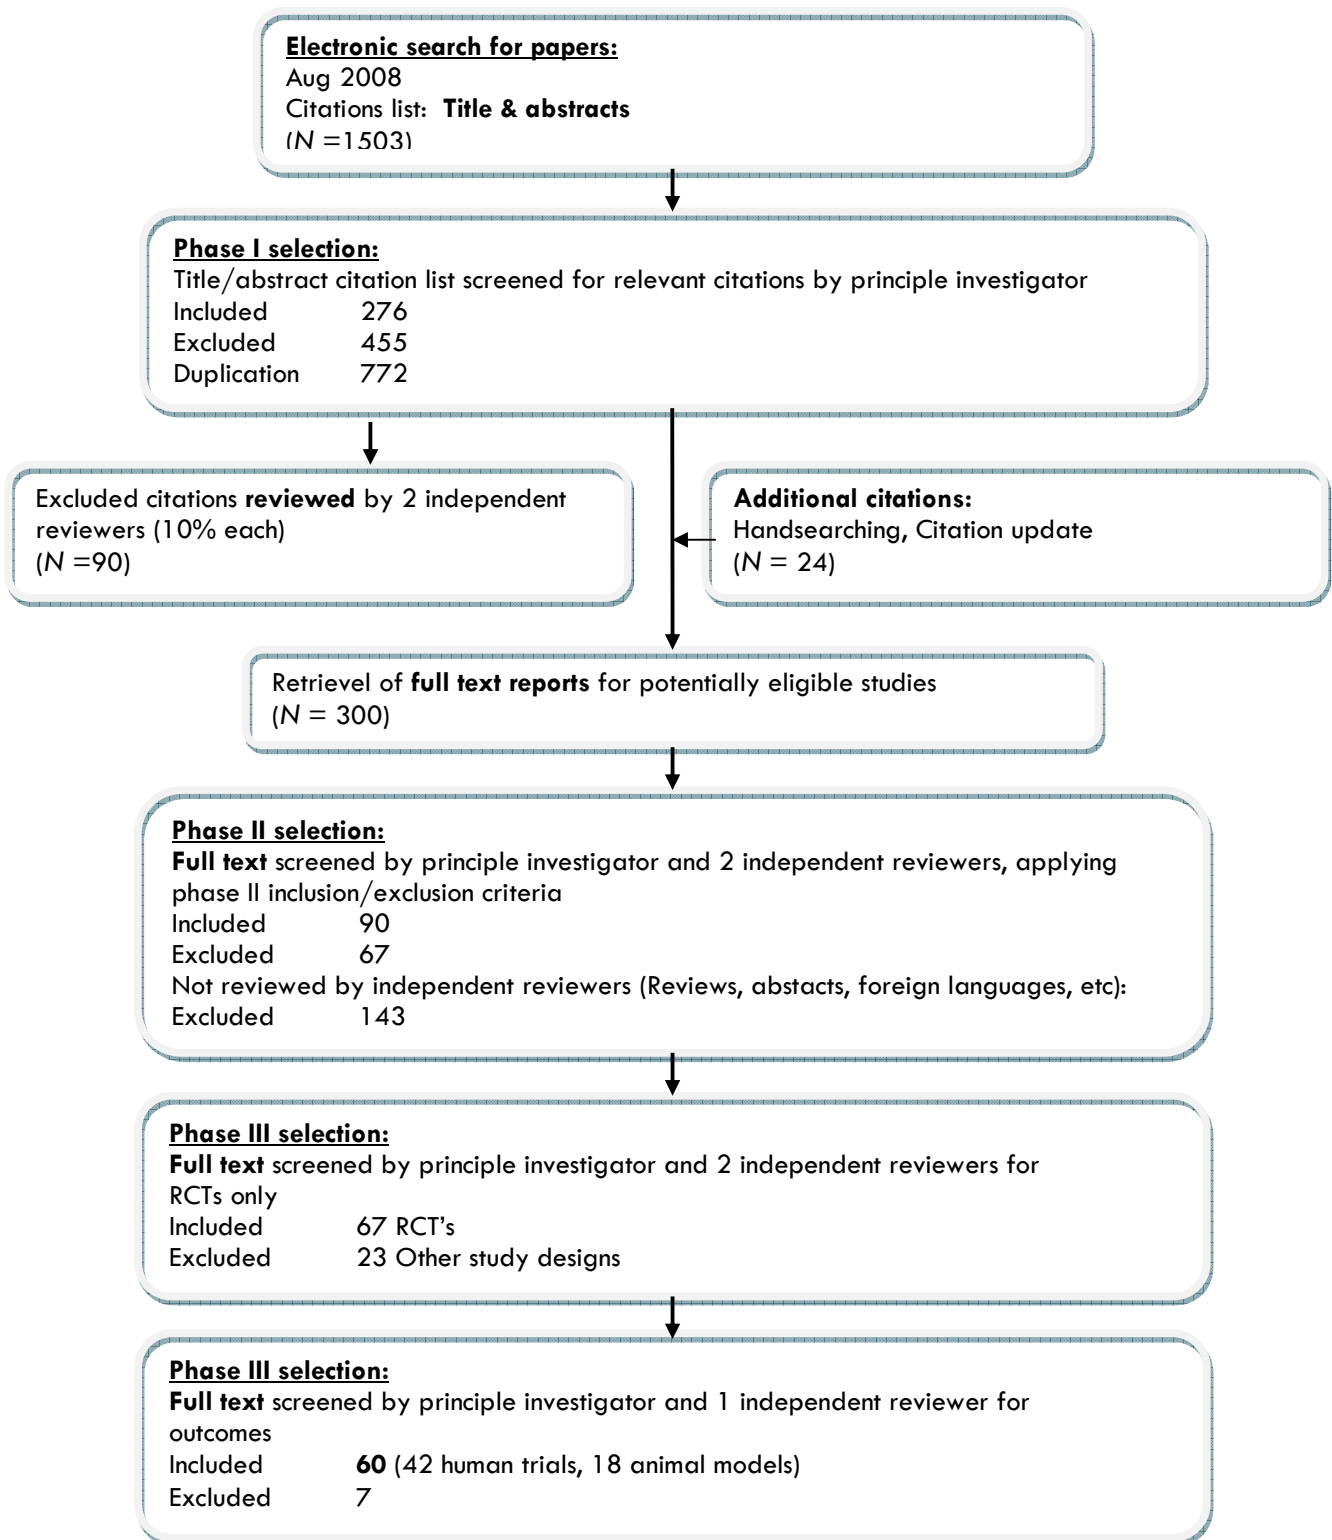 Electronic search for papers:
Aug 2008
Citations list: Title & abstracts
(N =1503)
Phase I selection:
Title/abstract citation list screened for relevant citations by principle investigator
Included 276
Excluded 455
Duplication 772
Excluded citations reviewed by 2 independent
reviewers (10% each)
(N =90)
Additional citations:
Handsearching, Citation update
(N = 24)
Retrievel of full text reports for potentially eligible studies
(N = 300)
Phase II selection:
Full text screened by principle investigator and 2 independent reviewers, applying
phase II inclusion/exclusion criteria
Included 90
Excluded 67
Not reviewed by independent reviewers (Reviews, abstacts, foreign languages, etc):
Excluded 143
Phase III selection:
Full text screened by principle investigator and 2 independent reviewers for
RCTs only
Included 67 RCT's
Excluded 23 Other study designs
Phase III selection:
Full text screened by principle investigator and 1 independent reviewer for
outcomes
Included 60 (42 human trials, 18 animal models)
Excluded 7